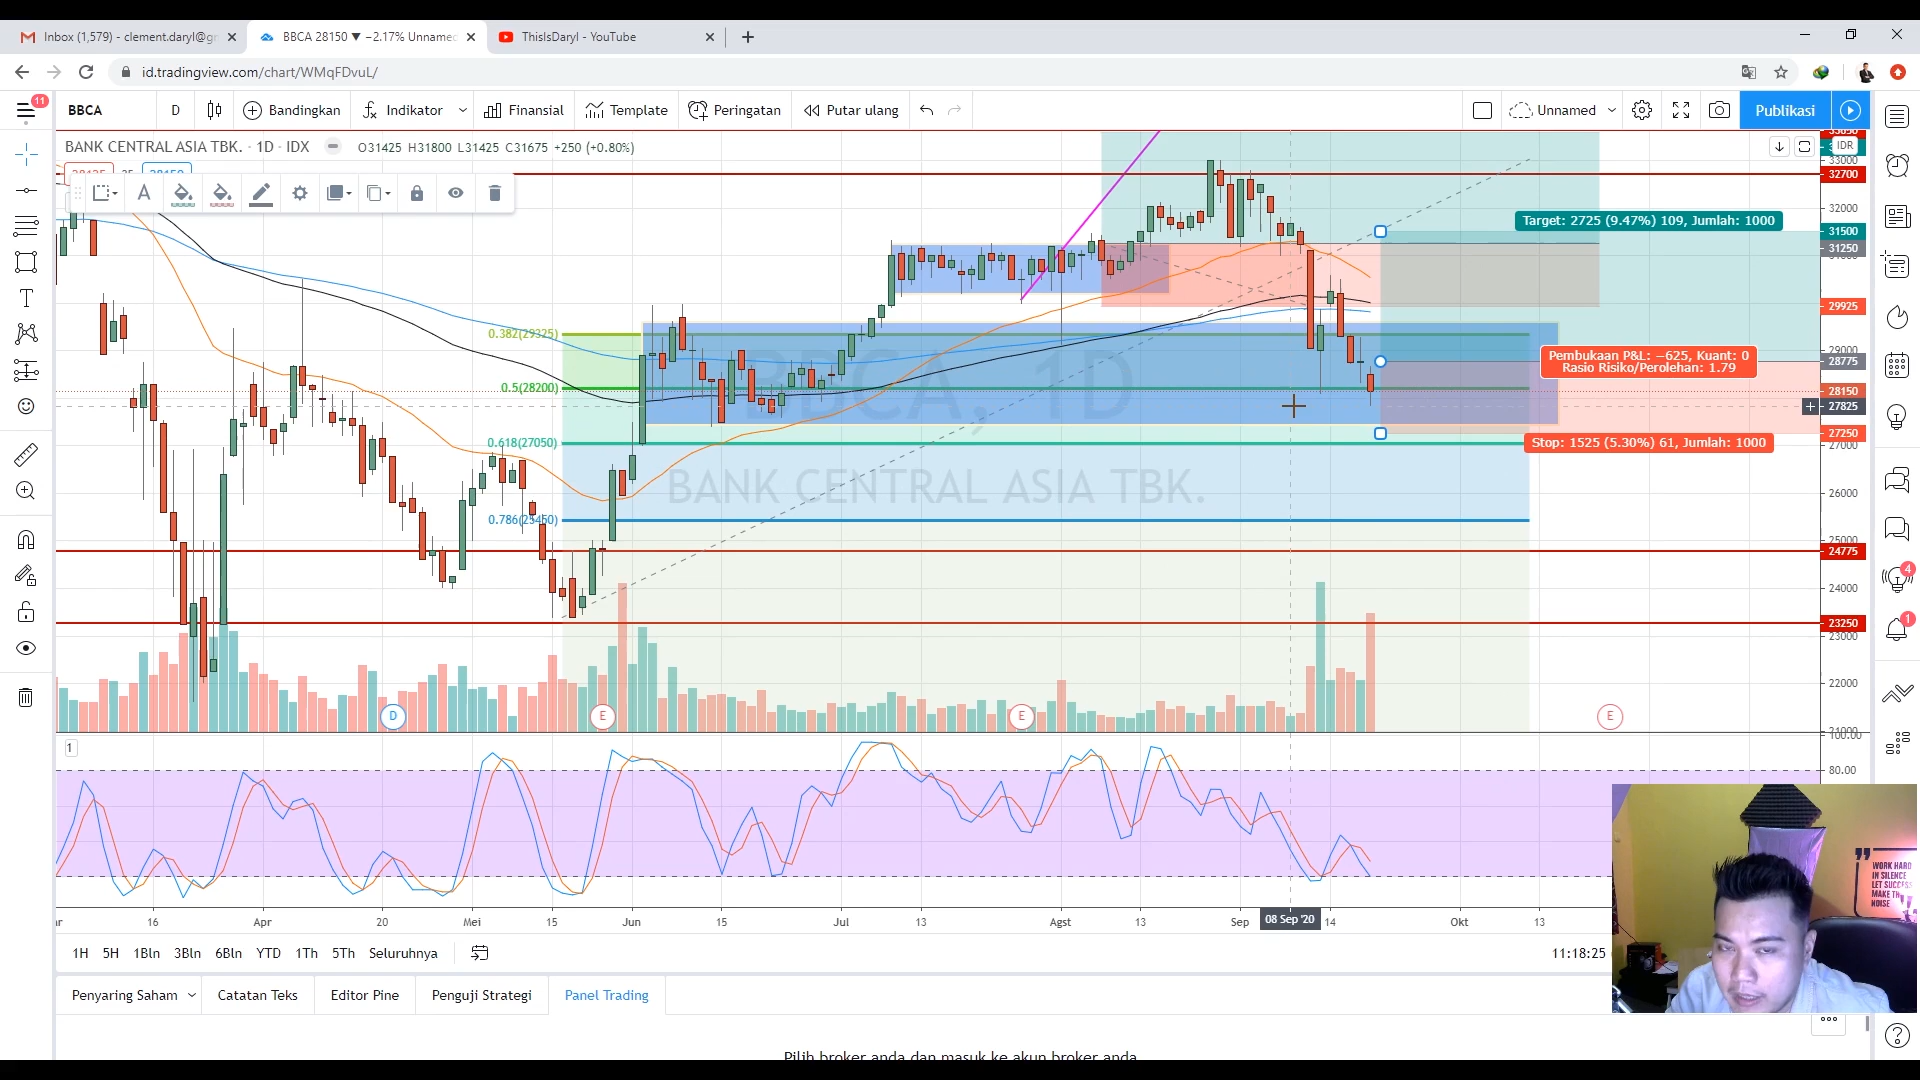 Inbox (1,579) - clement.daryl@gr
BBCA 28150 ▼ −2.17% Unnamed
ThisIsDaryl - YouTube
id.tradingview.com/chart/WMqFDvuL/
11
BBCA
D
Bandingkan
Indikator
Finansial
Template
Peringatan
Putar ulang
Unnamed
Publikasi
BANK CENTRAL ASIA TBK. · 1D · IDX
O31425 H31800 L31425 C31675 +250 (+0.80%)
IDR
33000
32700
32000
Target: 2725 (9.47%) 109, Jumlah: 1000
31500
31250
29925
0.382(29325)
29000
Pembukaan P&L: −625, Kuant: 0
Rasio Risiko/Perolehan: 1.79
28775
BBCA, 1D
0.5(28200)
28150
27825
27250
0.618(27050)
27000
Stop: 1525 (5.30%) 61, Jumlah: 1000
BANK CENTRAL ASIA TBK.
26000
0.786(25450)
25000
24775
24000
23250
23000
22000
21000
4
1
D
E
E
E
1
100.00
80.00
16
Apr
20
Mei
15
Jun
15
Jul
13
Agst
13
Sep
08 Sep '20
14
Okt
13
1H
5H
1Bln
3Bln
6Bln
YTD
1Th
5Th
Seluruhnya
11:18:25
Penyaring Saham
Catatan Teks
Editor Pine
Penguji Strategi
Panel Trading
Pilih broker anda dan masuk ke akun broker anda
WORK HARD
IN SILENCE
LET SUCCESS
MAKE THE
NOISE